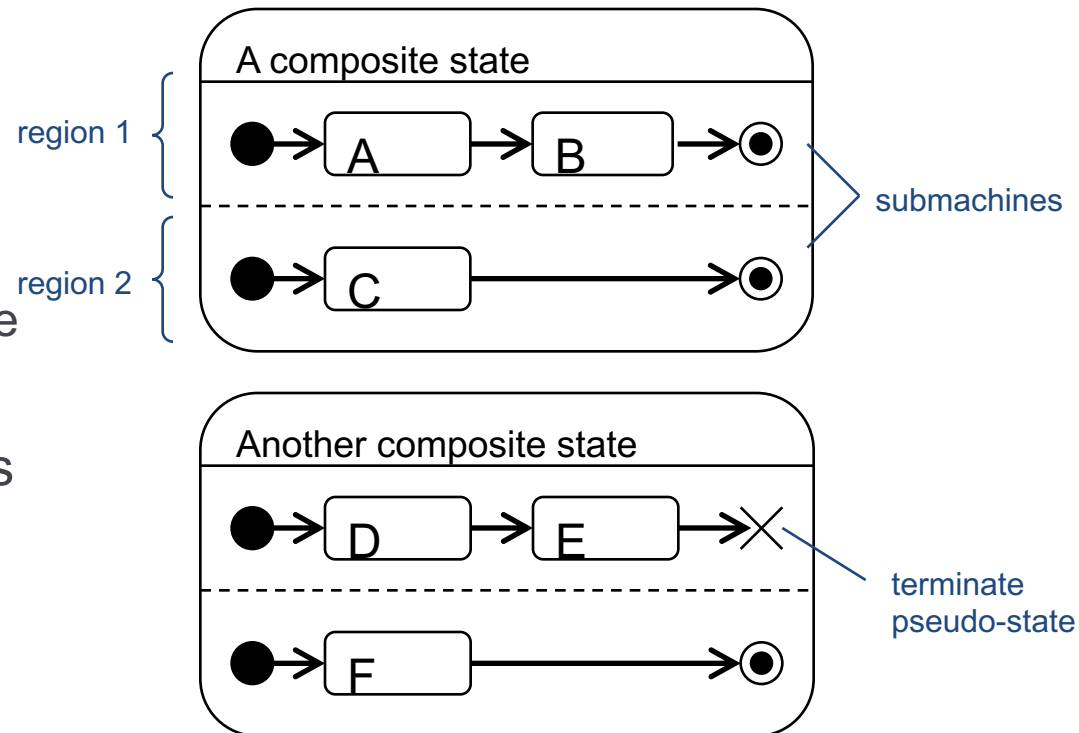 A composite state
region 1
A
B
submachines
region 2
C
e
Another composite state
s
D
E
terminate
pseudo-state
F